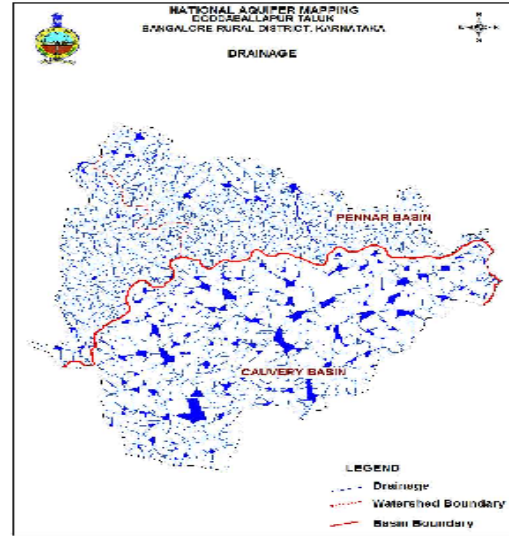 NATIONAL AQUIFER MAPPING
DODDABALLAPUR TALUK
BANGALORE RURAL DISTRICT, KARNATAKA
DRAINAGE
PENNAR BASIN
CAUVERY BASIN
LEGEND
Drainage
Watershed Boundary
Basin Boundary